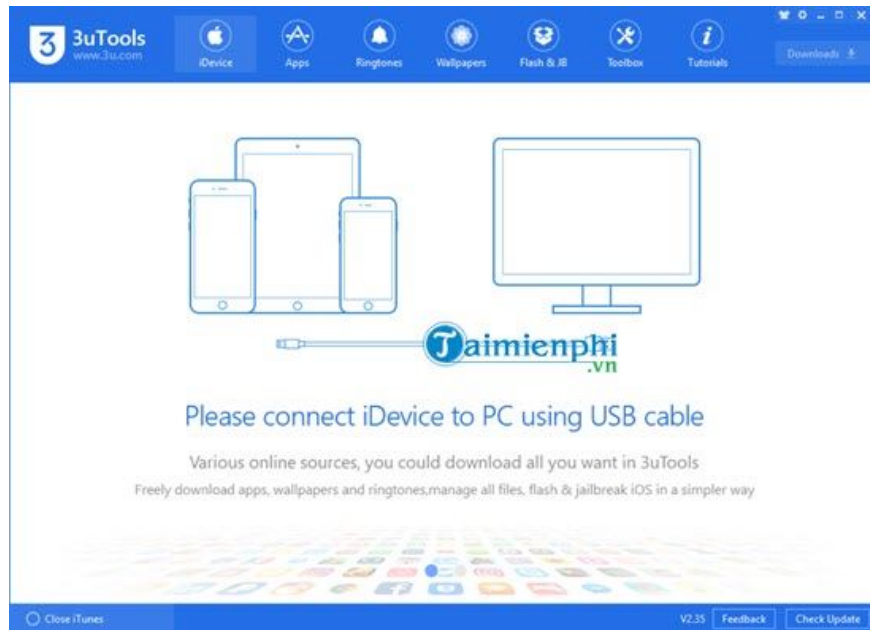 3uTools
www.3u.com
iDevice
Apps
Ringtones
Wallpapers
Flash & JB
Toolbox
Tutorials
Downloads
Taimienphi
.vn
Please connect iDevice to PC using USB cable
Various online sources, you could download all you want in 3uTools
Freely download apps, wallpapers and ringtones,manage all files, flash & jailbreak iOS in a simpler way
Close iTunes
V2.35
Feedback
Check Update